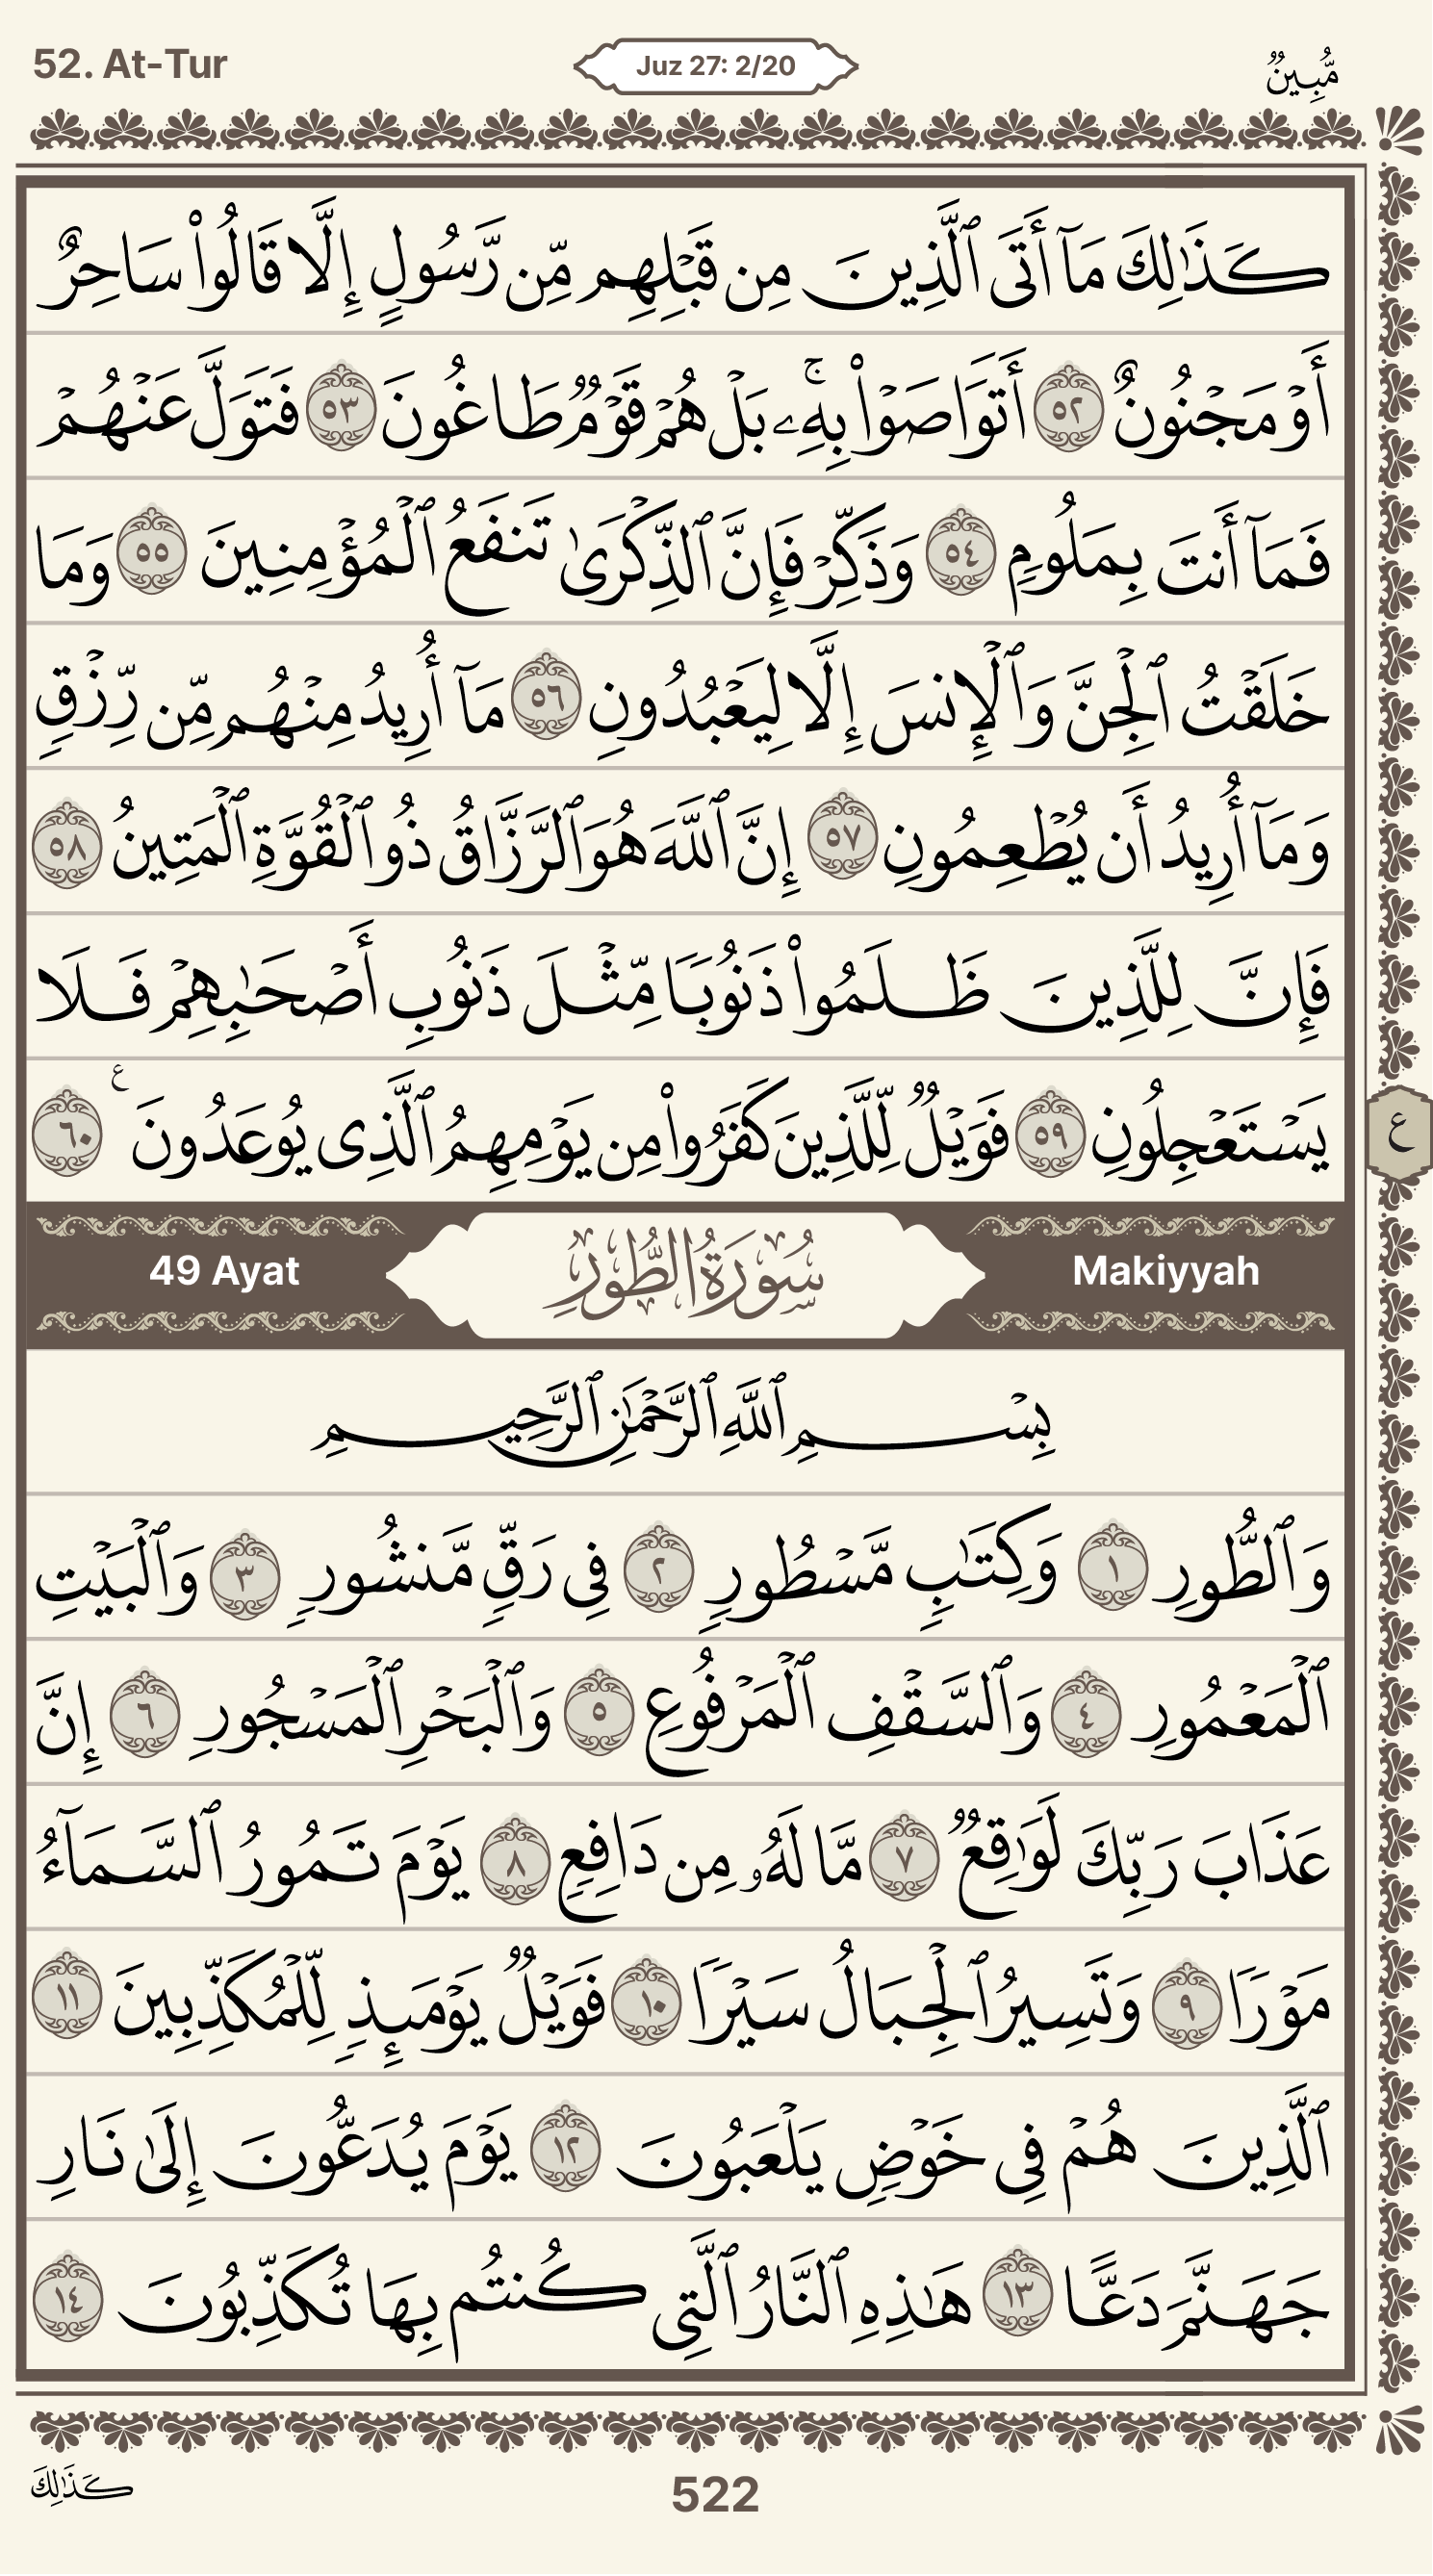 52. At-Tur
Juz 27: 2/20
مُّبِينٌ
كَذَٰلِكَ مَآ أَتَى ٱلَّذِينَ مِن قَبْلِهِم مِّن رَّسُولٍ إِلَّا قَالُوا۟ سَاحِرٌ
أَوْ مَجْنُونٌ ٥٢ أَتَوَاصَوْا۟ بِهِۦ ۚ بَلْ هُمْ قَوْمٌ طَاغُونَ ٥٣ فَتَوَلَّ عَنْهُمْ
فَمَآ أَنتَ بِمَلُومٍ ٥٤ وَذَكِّرْ فَإِنَّ ٱلذِّكْرَىٰ تَنفَعُ ٱلْمُؤْمِنِينَ ٥٥ وَمَا
خَلَقْتُ ٱلْجِنَّ وَٱلْإِنسَ إِلَّا لِيَعْبُدُونِ ٥٦ مَآ أُرِيدُ مِنْهُم مِّن رِّزْقٍ
وَمَآ أُرِيدُ أَن يُطْعِمُونِ ٥٧ إِنَّ ٱللَّهَ هُوَ ٱلرَّزَّاقُ ذُو ٱلْقُوَّةِ ٱلْمَتِينُ ٥٨
فَإِنَّ لِلَّذِينَ ظَلَمُوا۟ ذَنُوبًا مِّثْلَ ذَنُوبِ أَصْحَٰبِهِمْ فَلَا
يَسْتَعْجِلُونِ ٥٩ فَوَيْلٌ لِّلَّذِينَ كَفَرُوا۟ مِن يَوْمِهِمُ ٱلَّذِى يُوعَدُونَ ع ٦٠
ع
49 Ayat
سُورَةُ الطُّورِ
Makiyyah
بِسْمِ ٱللَّهِ ٱلرَّحْمَٰنِ ٱلرَّحِيمِ
وَٱلطُّورِ ١ وَكِتَٰبٍ مَّسْطُورٍ ٢ فِى رَقٍّ مَّنشُورٍ ٣ وَٱلْبَيْتِ
ٱلْمَعْمُورِ ٤ وَٱلسَّقْفِ ٱلْمَرْفُوعِ ٥ وَٱلْبَحْرِ ٱلْمَسْجُورِ ٦ إِنَّ
عَذَابَ رَبِّكَ لَوَٰقِعٌ ٧ مَّا لَهُۥ مِن دَافِعٍ ٨ يَوْمَ تَمُورُ ٱلسَّمَآءُ
مَوْرًا ٩ وَتَسِيرُ ٱلْجِبَالُ سَيْرًا ١٠ فَوَيْلٌ يَوْمَئِذٍ لِّلْمُكَذِّبِينَ ١١
ٱلَّذِينَ هُمْ فِى خَوْضٍ يَلْعَبُونَ ١٢ يَوْمَ يُدَعُّونَ إِلَىٰ نَارِ
جَهَنَّمَ دَعًّا ١٣ هَٰذِهِ ٱلنَّارُ ٱلَّتِى كُنتُم بِهَا تُكَذِّبُونَ ١٤
كَذَٰلِكَ
522